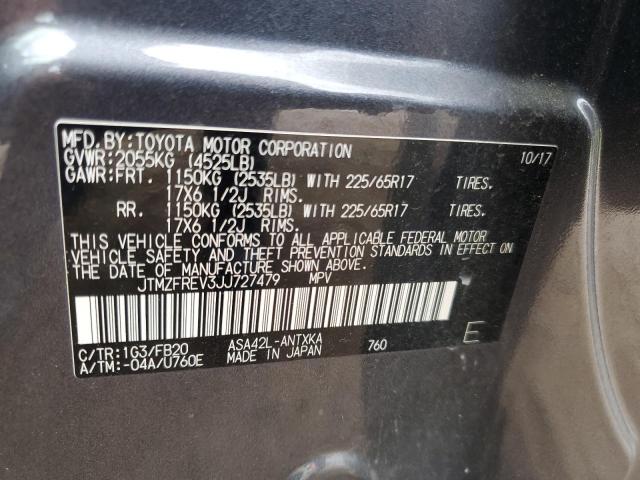 MFD.BY:TOYOTA MOTOR CORPORATION 10/17
GVWR:2055KG (4525LB)
GAWR:FRT. 1150KG (2535LB) WITH 225/65R17 TIRES.
17X6 1/2J RIMS.
RR. 1150KG (2535LB) WITH 225/65R17 TIRES.
17X6 1/2J RIMS.
THIS VEHICLE CONFORMS TO ALL APPLICABLE FEDERAL MOTOR
VEHICLE SAFETY AND THEFT PREVENTION STANDARDS IN EFFECT ON
THE DATE OF MANUFACTURE SHOWN ABOVE.
JTMZFREV3JJ727479 MPV
C/TR:1G3/FB20 ASA42L-ANTXKA 760 E
A/TM:-04A/U760E MADE IN JAPAN